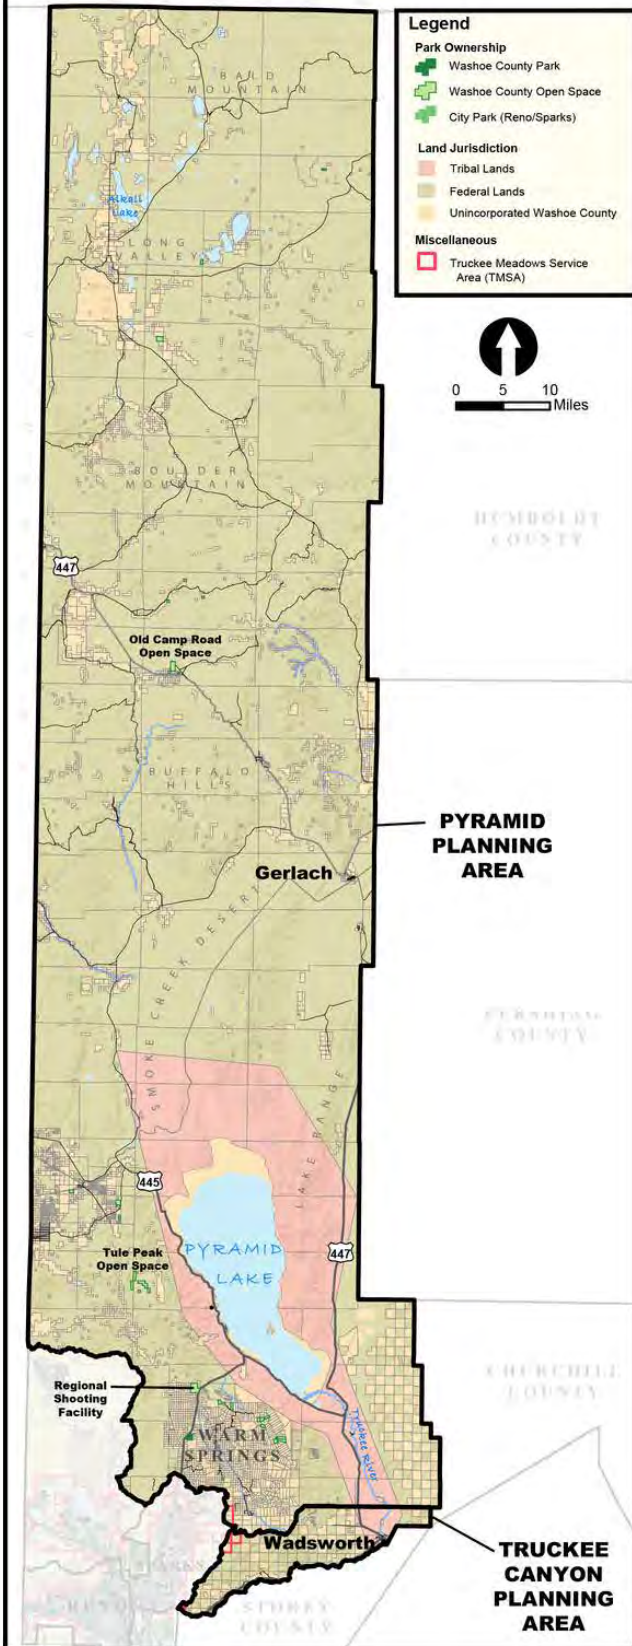 Legend
Park Ownership
Washoe County Park
Washoe County Open Space
City Park (Reno/Sparks)
Land Jurisdiction
Tribal Lands
Federal Lands
Unincorporated Washoe County
Miscellaneous
Truckee Meadows Service
Area (TMSA)
0 5 10
Miles
BALD
MOUNTAIN
Alkali
Lake
LONG
VALLEY
BOULDER
MOUNTAIN
HUMBOLDT
COUNTY
447
Old Camp Road
Open Space
BUFFALO
HILLS
PYRAMID
PLANNING
AREA
Gerlach
SMOKE CREEK DESERT
PERSHING
COUNTY
LAKE RANGE
445
PYRAMID
LAKE
447
Tule Peak
Open Space
Regional
Shooting
Facility
CHURCHILL
COUNTY
WARM
SPRINGS
Truckee River
Wadsworth
TRUCKEE
CANYON
PLANNING
AREA
SPARKS
RENO
STOREY
COUNTY